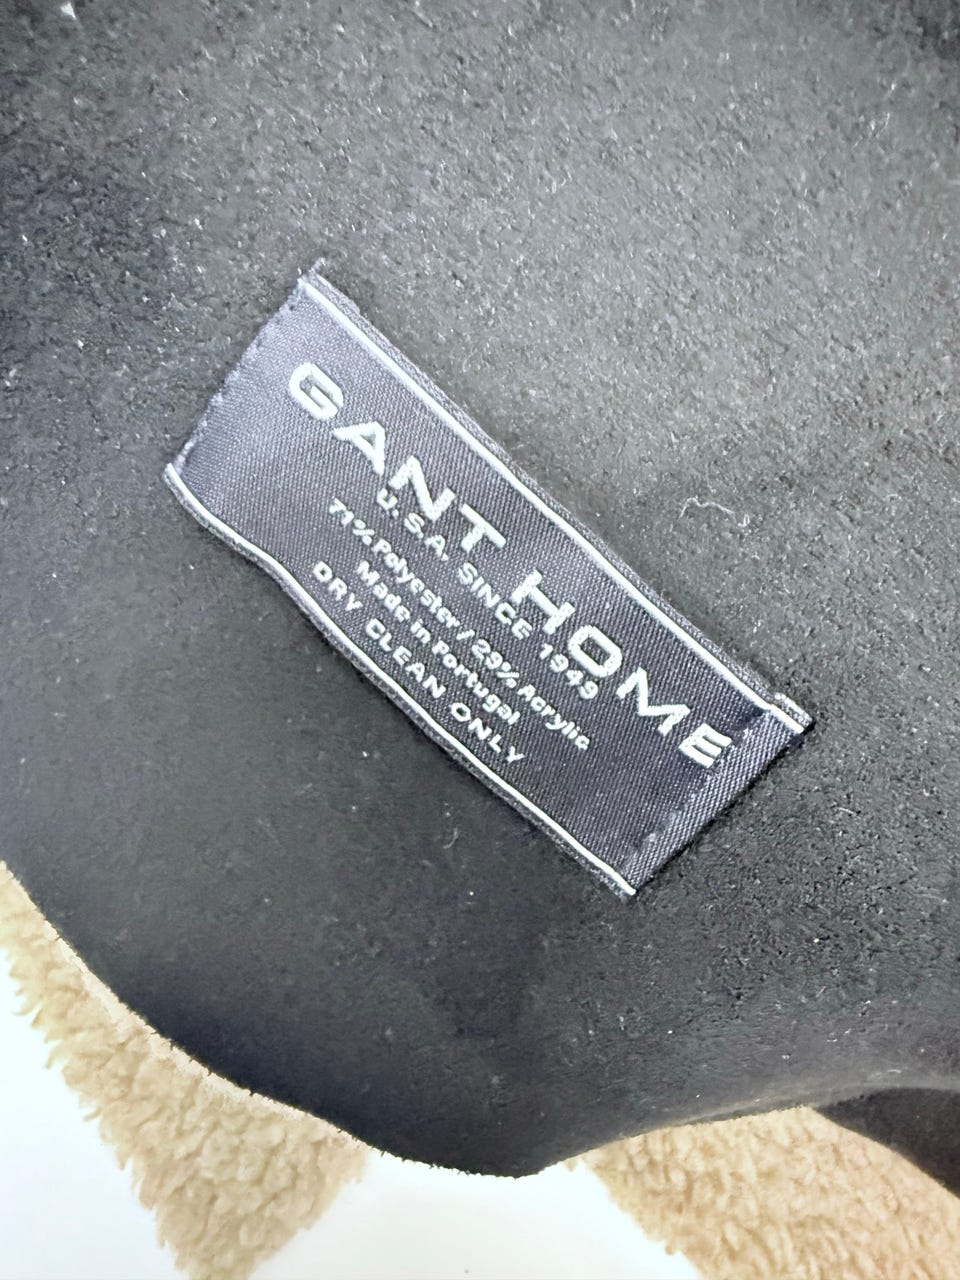 GANT HOME
U.S.A. SINCE 1949
71% Polyester / 29% Acrylic
Made in Portugal
DRY CLEAN ONLY